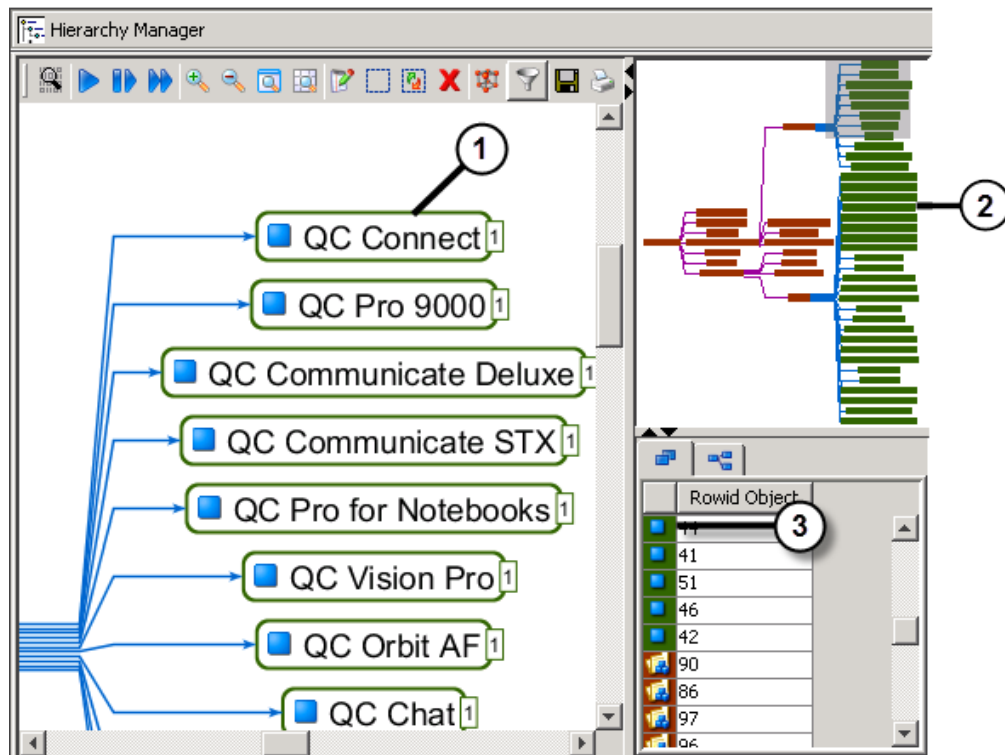 Hierarchy Manager
1
QC Connect 1
QC Pro 9000 1
QC Communicate Deluxe 1
QC Communicate STX 1
QC Pro for Notebooks 1
QC Vision Pro 1
QC Orbit AF 1
QC Chat 1
2
Rowid Object
44
3
41
51
46
42
90
86
97
96